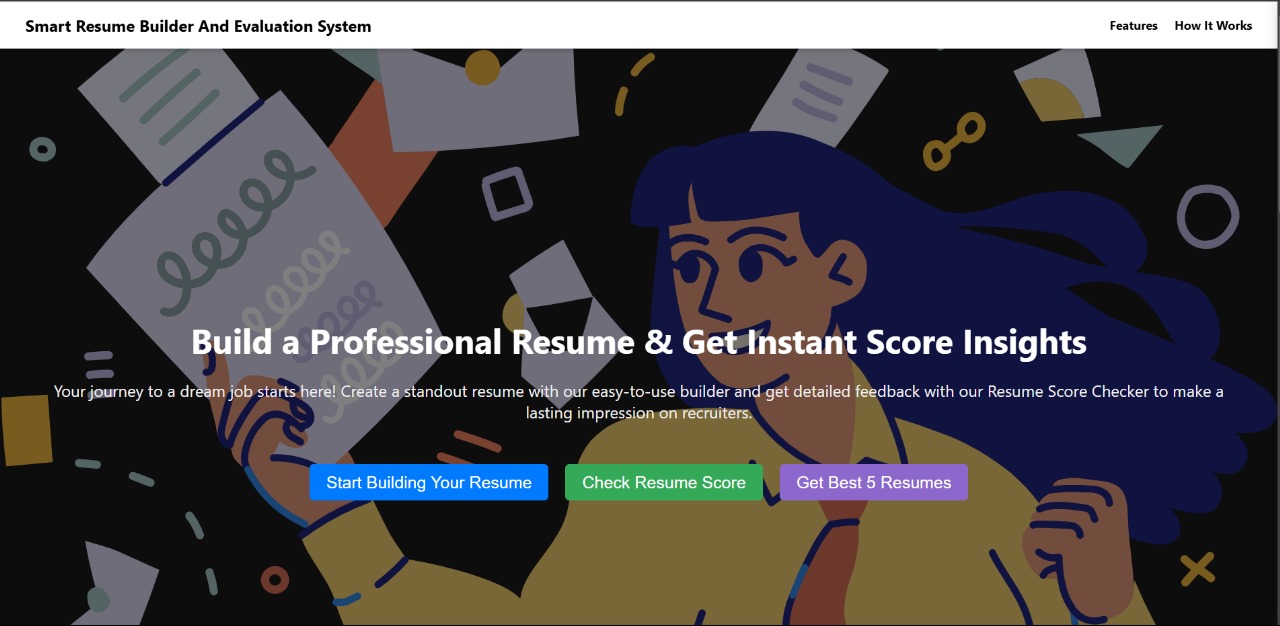 Smart Resume Builder And Evaluation System
Features How It Works
Build a Professional Resume & Get Instant Score Insights
Your journey to a dream job starts here! Create a standout resume with our easy-to-use builder and get detailed feedback with our Resume Score Checker to make a
lasting impression on recruiters.
Start Building Your Resume Check Resume Score Get Best 5 Resumes